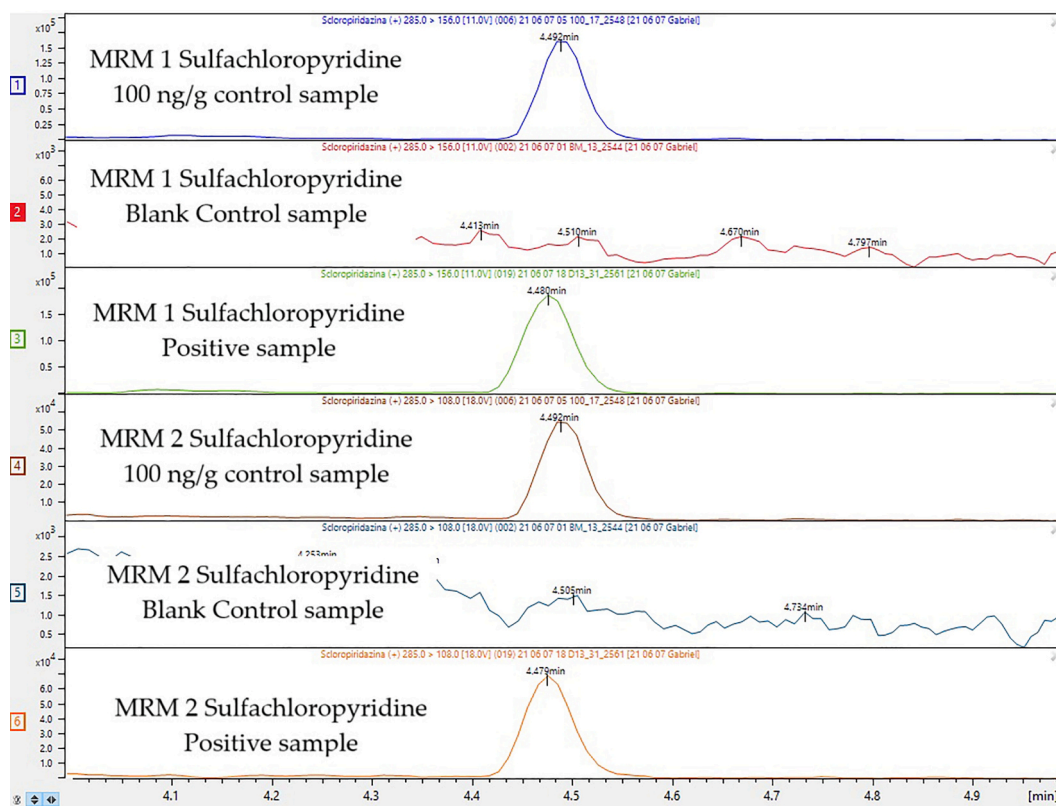 Scloropiridazina (+) 285.0 > 156.0 [11.0V] (006) 21 06 07 05 100_17_2548 [21 06 07 Gabriel]
x10⁵
4.492min
MRM 1 Sulfachloropyridine
100 ng/g control sample
1.5
1.25
1.0
0.75
0.5
0.25
1
Scloropiridazina (+) 285.0 > 156.0 [11.0V] (002) 21 06 07 01 BM_13_2544 [21 06 07 Gabriel]
x10³
MRM 1 Sulfachloropyridine
Blank Control sample
6.0
5.0
4.0
3.0
2.0
1.0
2
4.413min
4.510min
4.670min
4.797min
Scloropiridazina (+) 285.0 > 156.0 [11.0V] (019) 21 06 07 18 D13_31_2561 [21 06 07 Gabriel]
x10⁵
4.480min
MRM 1 Sulfachloropyridine
Positive sample
1.5
1.0
0.5
3
Scloropiridazina (+) 285.0 > 108.0 [18.0V] (006) 21 06 07 05 100_17_2548 [21 06 07 Gabriel]
x10⁴
4.492min
MRM 2 Sulfachloropyridine
100 ng/g control sample
5.0
4.0
3.0
2.0
1.0
4
Scloropiridazina (+) 285.0 > 108.0 [18.0V] (002) 21 06 07 01 BM_13_2544 [21 06 07 Gabriel]
x10³
MRM 2 Sulfachloropyridine
Blank Control sample
2.5
2.0
1.5
1.0
0.5
5
4.505min
4.734min
Scloropiridazina (+) 285.0 > 108.0 [18.0V] (019) 21 06 07 18 D13_31_2561 [21 06 07 Gabriel]
x10⁴
4.479min
MRM 2 Sulfachloropyridine
Positive sample
6.0
5.0
4.0
3.0
2.0
1.0
6
4.1 4.2 4.3 4.4 4.5 4.6 4.7 4.8 4.9 [min]